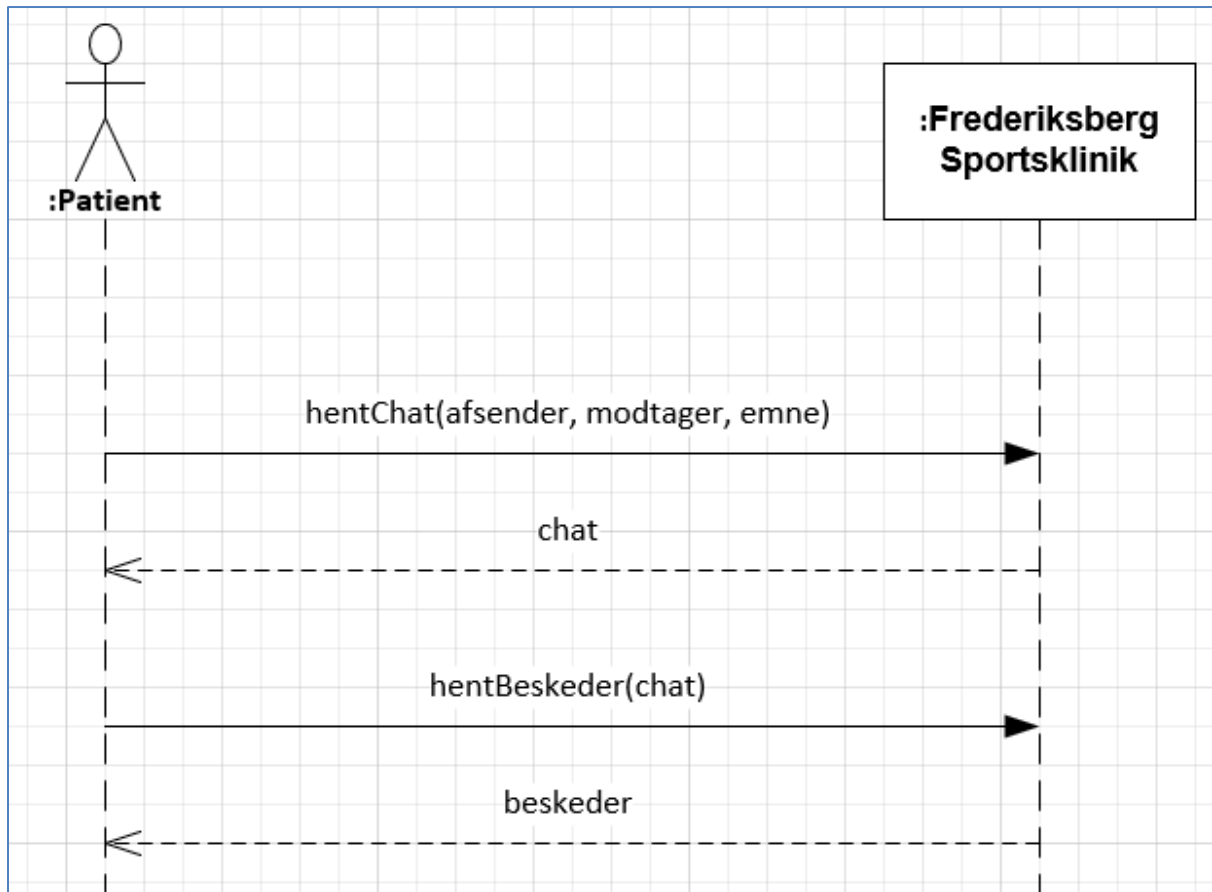 :Patient
:Frederiksberg
Sportsklinik
hentChat(afsender, modtager, emne)
chat
hentBeskeder(chat)
beskeder